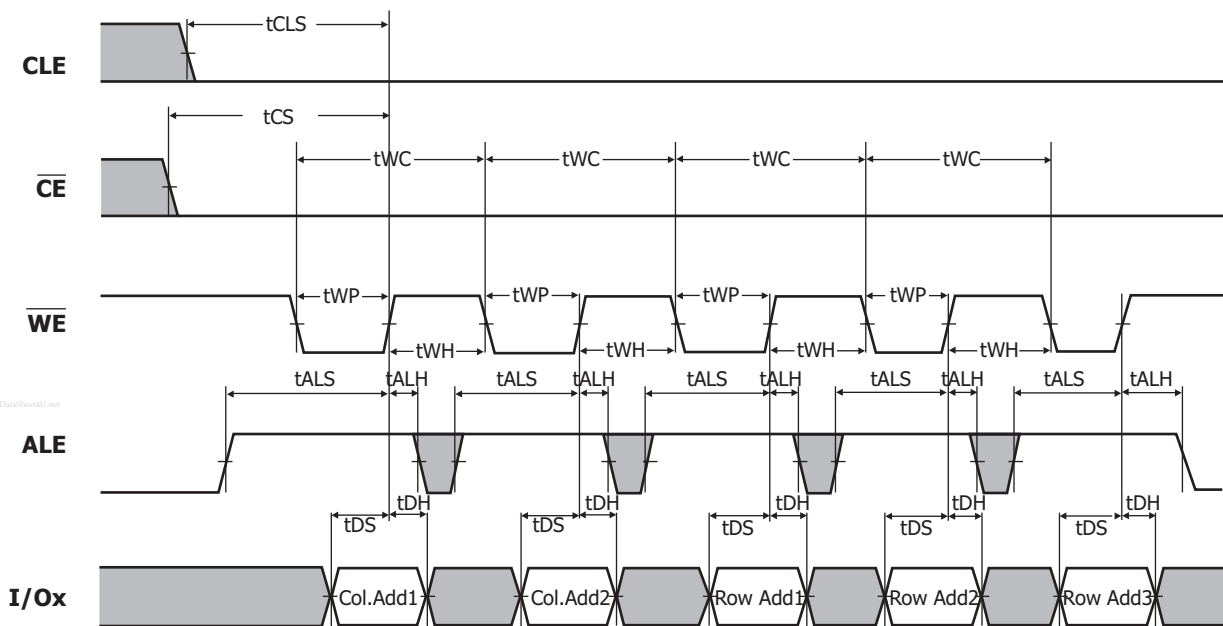 tCLS
CLE
tCS
tWC tWC tWC tWC
CE
tWP tWP tWP tWP
WE
tWH tWH tWH tWH
tALS tALH tALS tALH tALS tALH tALS tALH tALS tALH
DataSheet4U.net
ALE
tDH tDH tDH tDH tDH
tDS tDS tDS tDS tDS
I/Ox Col.Add1 Col.Add2 Row Add1 Row Add2 Row Add3